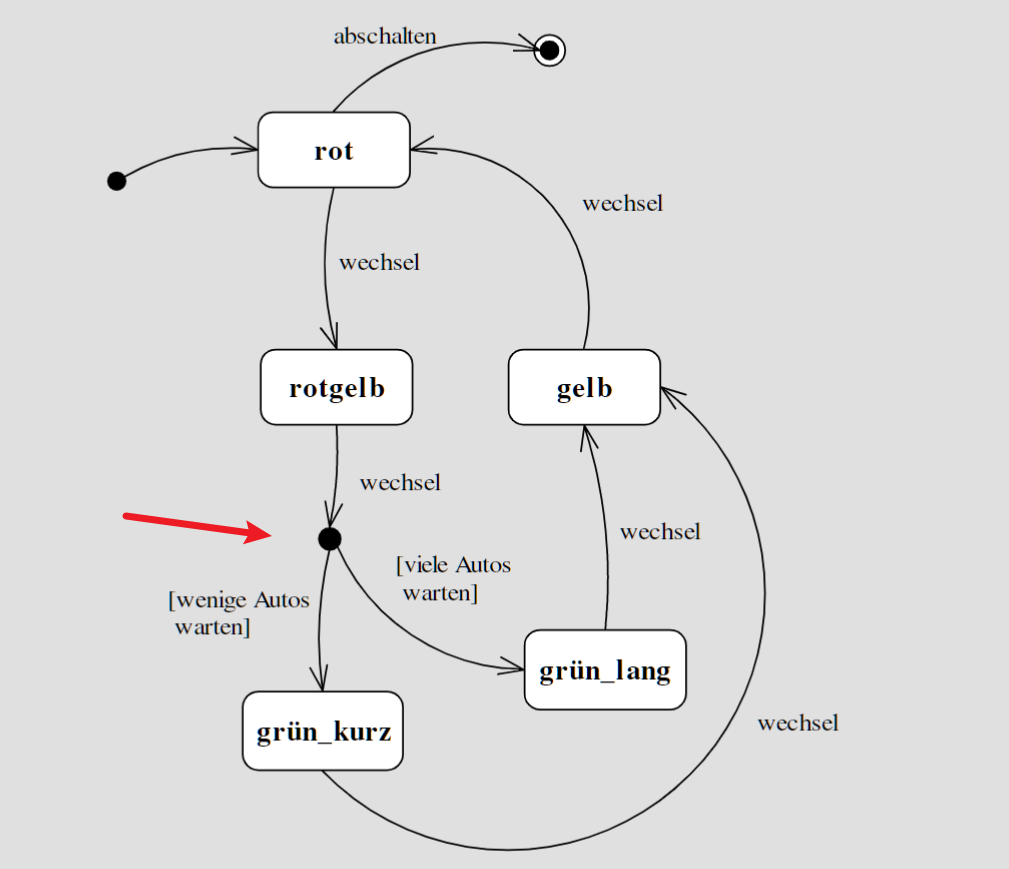 abschalten
rot
wechsel
wechsel
rotgelb
gelb
wechsel
wechsel
[viele Autos
warten]
[wenige Autos
warten]
grün_lang
grün_kurz
wechsel